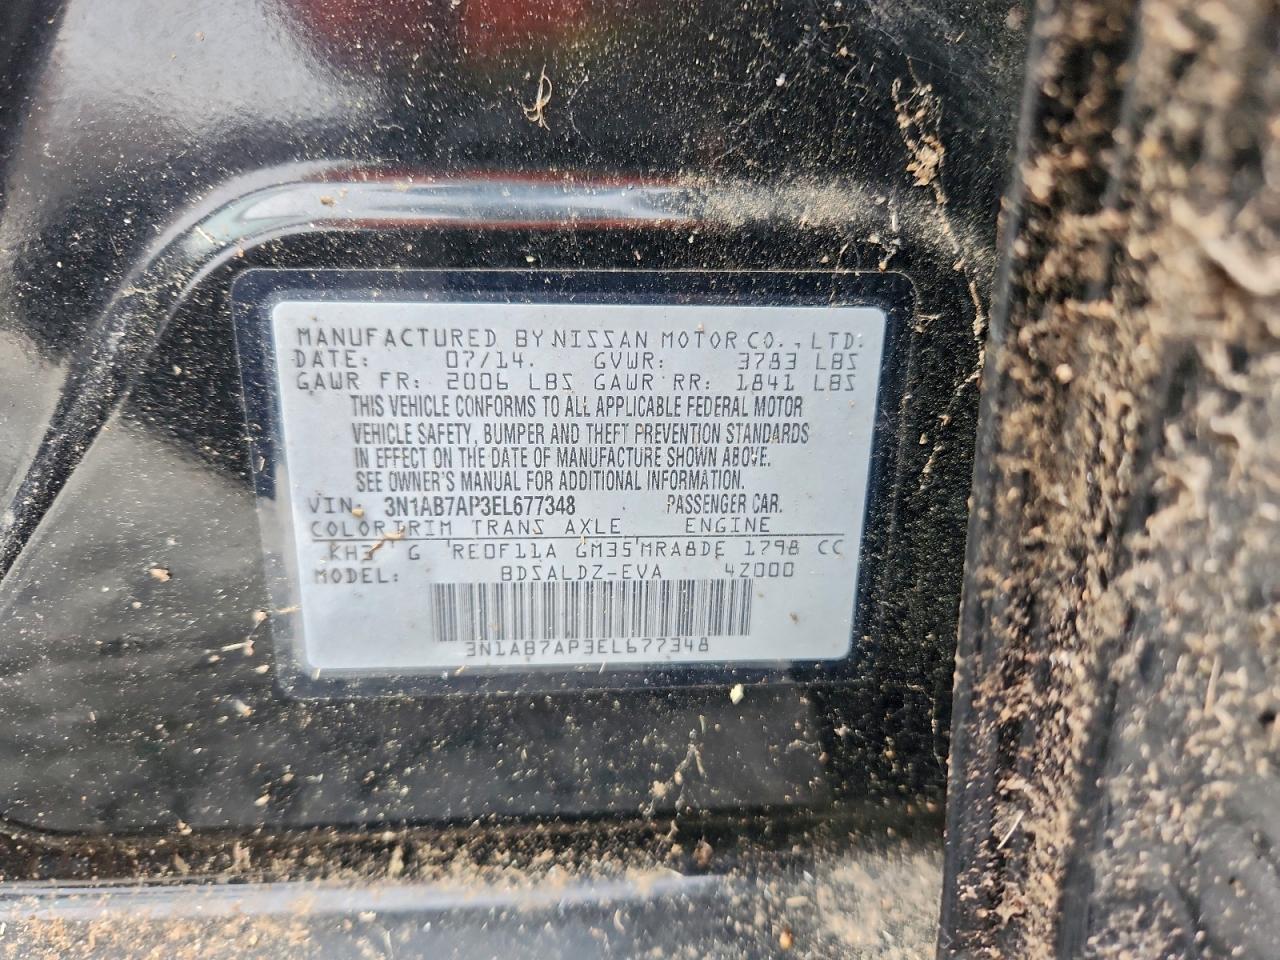 MANUFACTURED BY NISSAN MOTOR CO., LTD.
DATE: 07/14. GVWR: 3783 LBS
GAWR FR: 2006 LBS GAWR RR: 1841 LBS
THIS VEHICLE CONFORMS TO ALL APPLICABLE FEDERAL MOTOR
VEHICLE SAFETY, BUMPER AND THEFT PREVENTION STANDARDS
IN EFFECT ON THE DATE OF MANUFACTURE SHOWN ABOVE.
SEE OWNER'S MANUAL FOR ADDITIONAL INFORMATION.
VIN: 3N1AB7AP3EL677348 PASSENGER CAR.
COLOR TRIM TRANS AXLE ENGINE
KH3 G RE0F11A GM35 MRA8DE 1798 CC
MODEL: BDSALDZ-EVA 4Z000
3N1AB7AP3EL677348